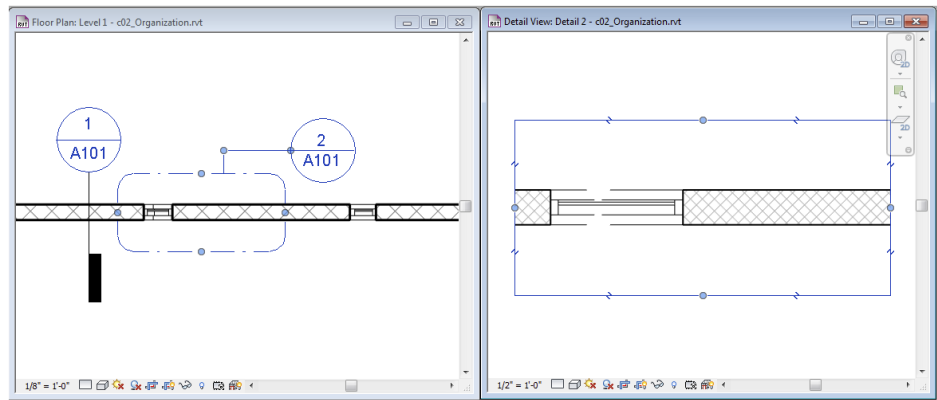 Floor Plan: Level 1 - c02_Organization.rvt
1
A101
2
A101
1/8" = 1'-0"
Detail View: Detail 2 - c02_Organization.rvt
2D
2D
1/2" = 1'-0"